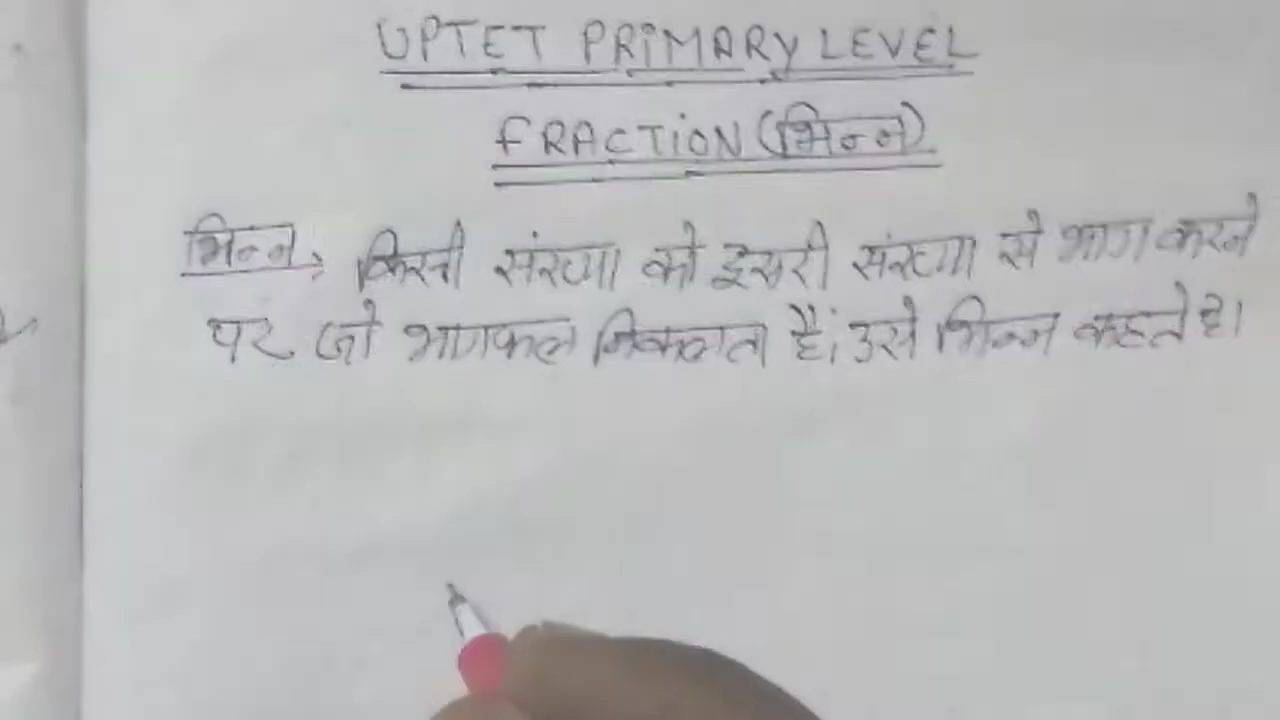 UPTET PRIMARY LEVEL
FRACTION (भिन्न)
भिन्न, किसी संख्या को दूसरी संख्या से भाग करने
पर जो भागफल निकलता हैं, उसे भिन्न कहते है।